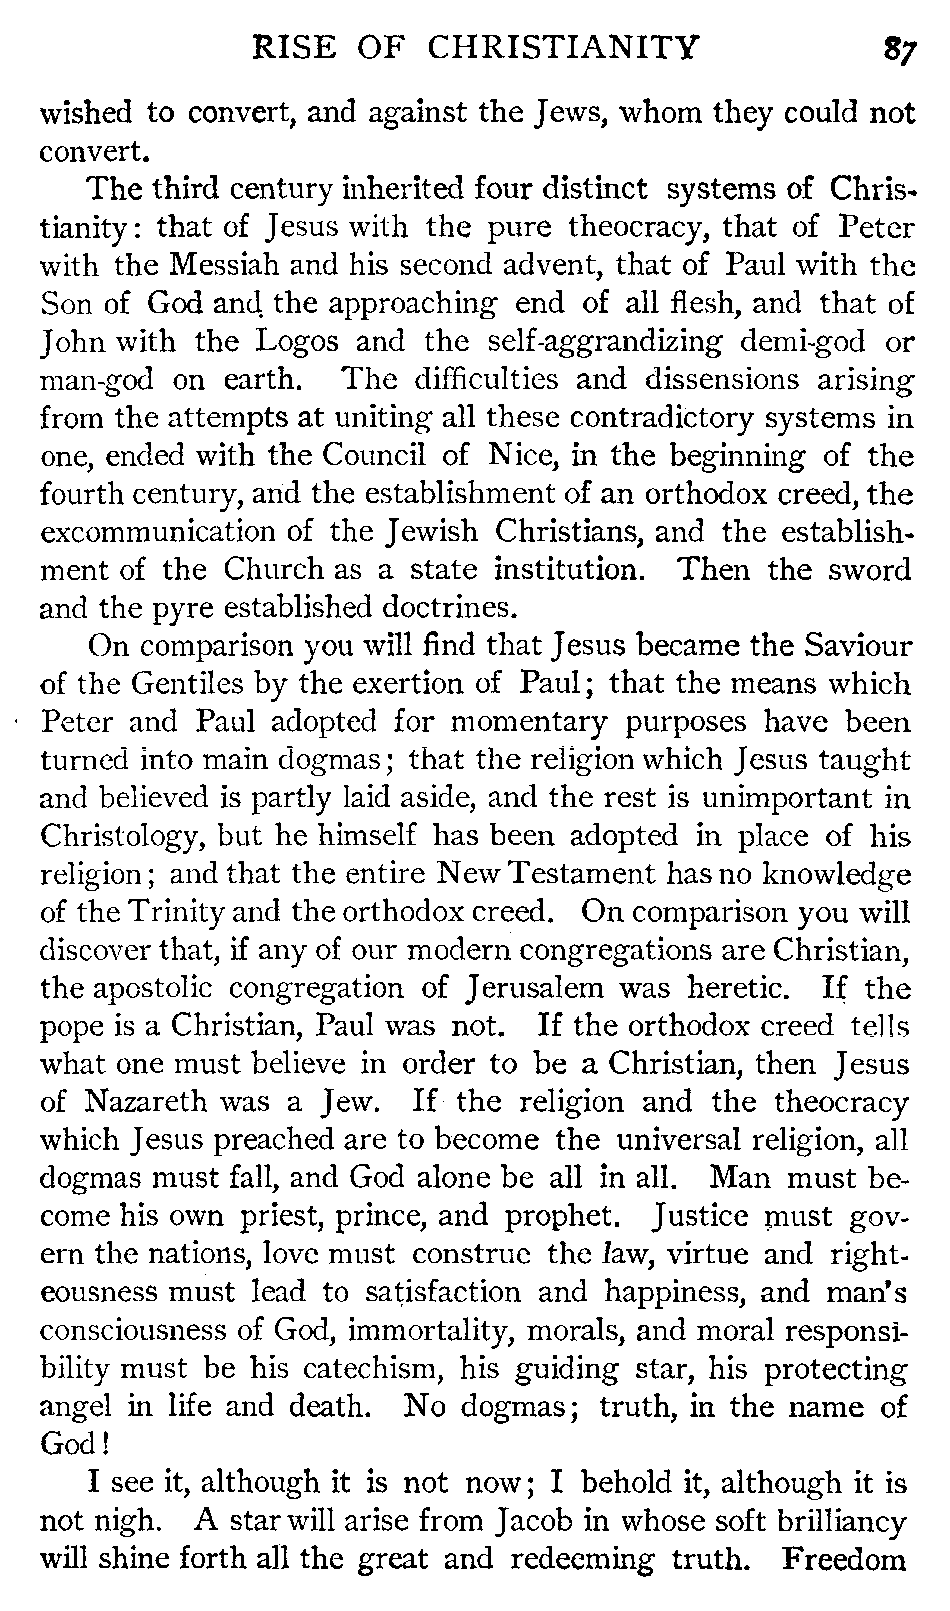 RISE OF CHRISTIANITY 87
wished to convert, and against the Jews, whom they could not
convert.
The third century inherited four distinct systems of Chris-
tianity: that of Jesus with the pure theocracy, that of Peter
with the Messiah and his second advent, that of Paul with the
Son of God and the approaching end of all flesh, and that of
John with the Logos and the self-aggrandizing demi-god or
man-god on earth. The difficulties and dissensions arising
from the attempts at uniting all these contradictory systems in
one, ended with the Council of Nice, in the beginning of the
fourth century, and the establishment of an orthodox creed, the
excommunication of the Jewish Christians, and the establish-
ment of the Church as a state institution. Then the sword
and the pyre established doctrines.
On comparison you will find that Jesus became the Saviour
of the Gentiles by the exertion of Paul; that the means which
Peter and Paul adopted for momentary purposes have been
turned into main dogmas; that the religion which Jesus taught
and believed is partly laid aside, and the rest is unimportant in
Christology, but he himself has been adopted in place of his
religion; and that the entire New Testament has no knowledge
of the Trinity and the orthodox creed. On comparison you will
discover that, if any of our modern congregations are Christian,
the apostolic congregation of Jerusalem was heretic. If the
pope is a Christian, Paul was not. If the orthodox creed tells
what one must believe in order to be a Christian, then Jesus
of Nazareth was a Jew. If the religion and the theocracy
which Jesus preached are to become the universal religion, all
dogmas must fall, and God alone be all in all. Man must be-
come his own priest, prince, and prophet. Justice must gov-
ern the nations, love must construe the law, virtue and right-
eousness must lead to satisfaction and happiness, and man's
consciousness of God, immortality, morals, and moral responsi-
bility must be his catechism, his guiding star, his protecting
angel in life and death. No dogmas; truth, in the name of
God!
I see it, although it is not now; I behold it, although it is
not nigh. A star will arise from Jacob in whose soft brilliancy
will shine forth all the great and redeeming truth. Freedom